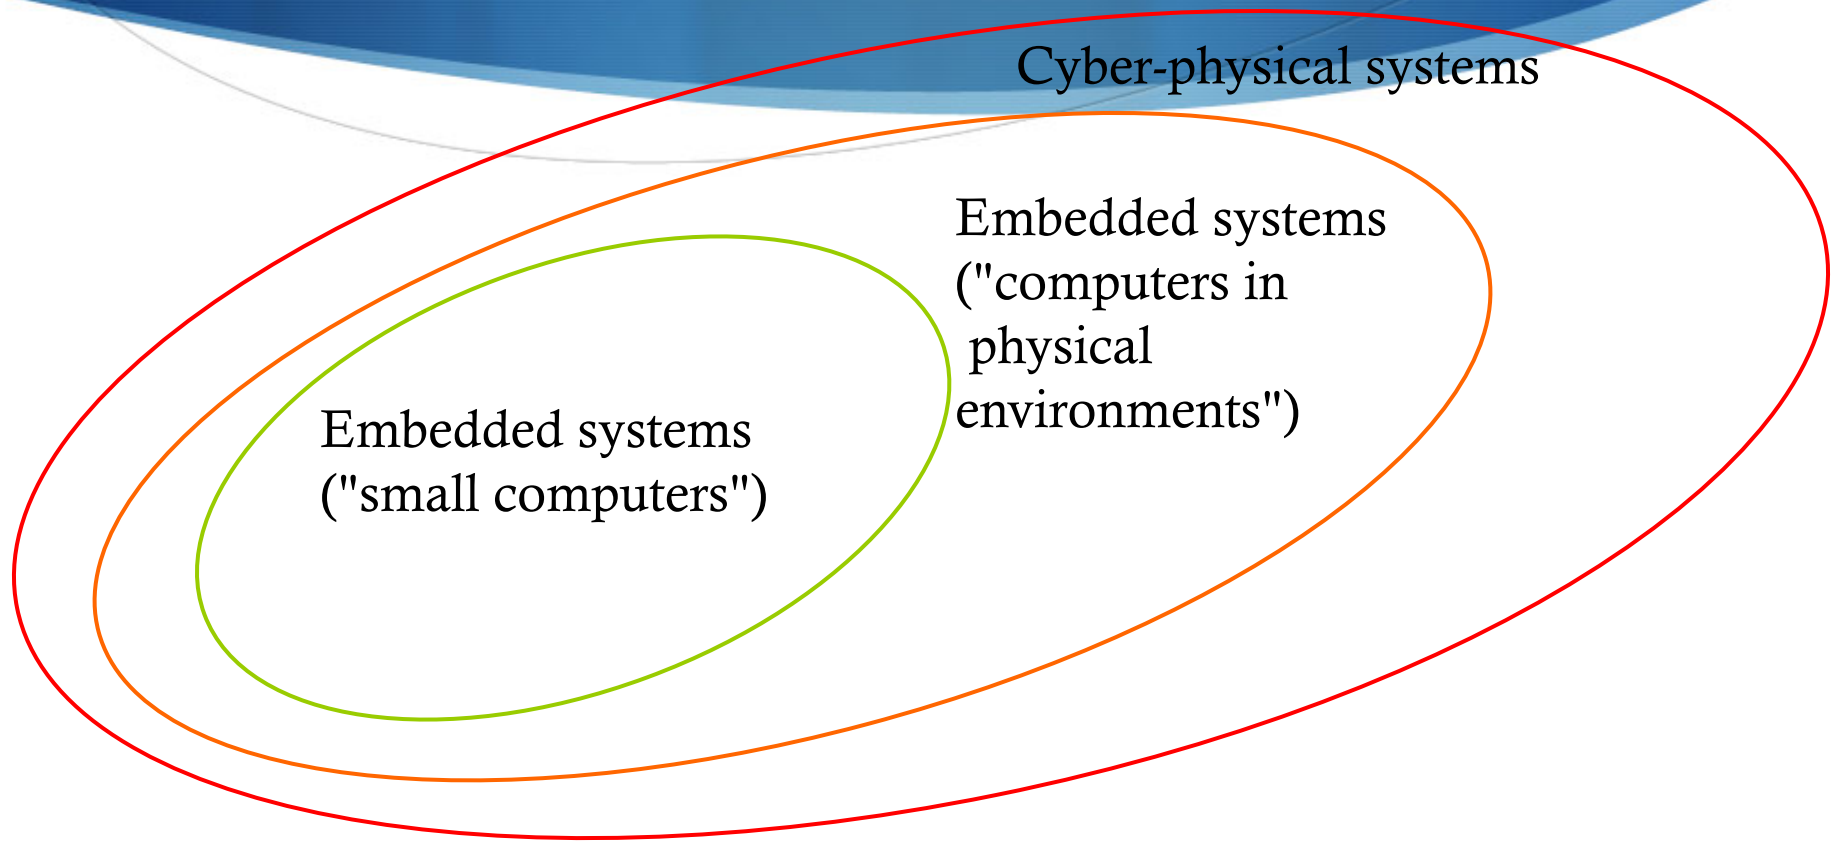 Cyber-physical systems
Embedded systems
("computers in
physical
environments")
Embedded systems
("small computers")